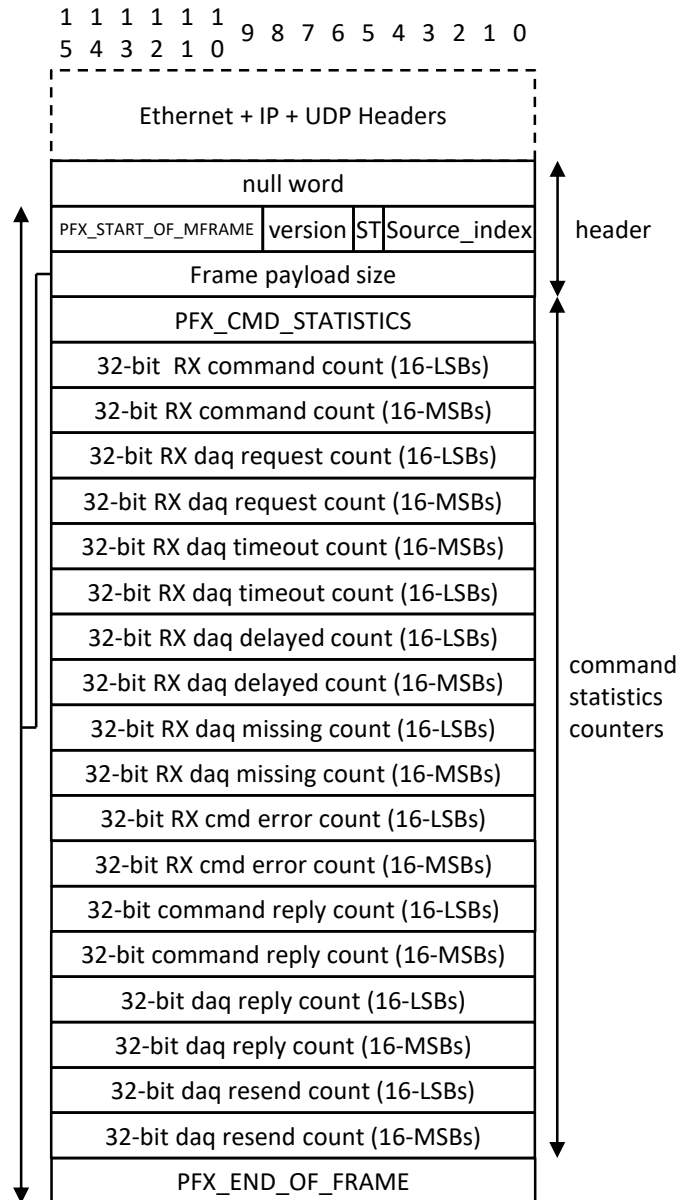 1 1 1 1 1 1 9 8 7 6 5 4 3 2 1 0
5 4 3 2 1 0
Ethernet + IP + UDP Headers
null word
PFX_START_OF_MFRAME version ST Source_index
header
Frame payload size
PFX_CMD_STATISTICS
32-bit RX command count (16-LSBs)
32-bit RX command count (16-MSBs)
32-bit RX daq request count (16-LSBs)
32-bit RX daq request count (16-MSBs)
32-bit RX daq timeout count (16-MSBs)
32-bit RX daq timeout count (16-LSBs)
32-bit RX daq delayed count (16-LSBs)
32-bit RX daq delayed count (16-MSBs)
32-bit RX daq missing count (16-LSBs)
32-bit RX daq missing count (16-MSBs)
32-bit RX cmd error count (16-LSBs)
32-bit RX cmd error count (16-MSBs)
32-bit command reply count (16-LSBs)
32-bit command reply count (16-MSBs)
32-bit daq reply count (16-LSBs)
32-bit daq reply count (16-MSBs)
32-bit daq resend count (16-LSBs)
32-bit daq resend count (16-MSBs)
command
statistics
counters
PFX_END_OF_FRAME